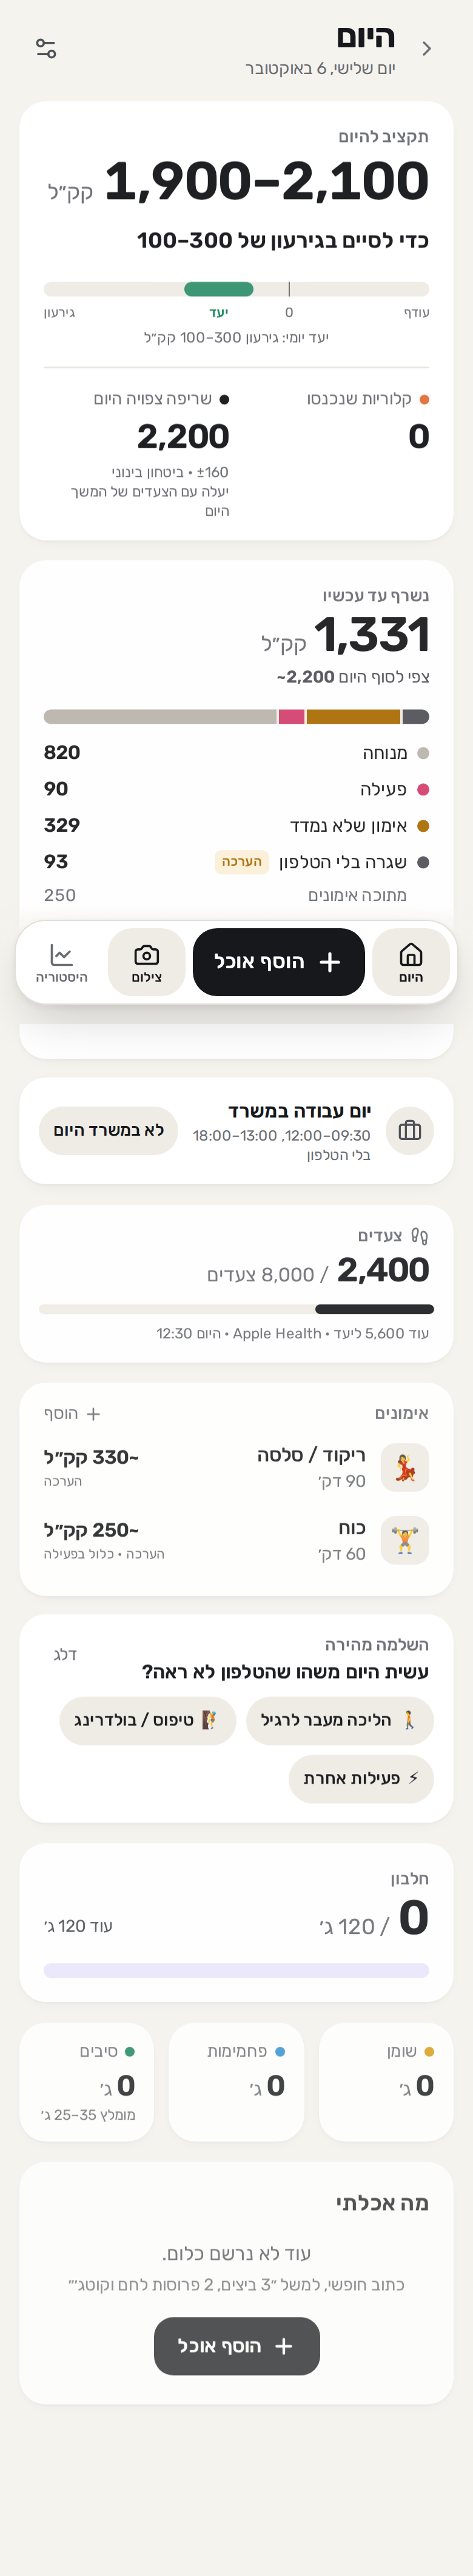 היום
יום שלישי, 6 באוקטובר
תקציב להיום
1,900–2,100 קק״ל
כדי לסיים בגירעון של 100–300
עודף
0
יעד
גירעון
יעד יומי: גירעון 100–300 קק״ל
קלוריות שנכנסו
0
שריפה צפויה היום
2,200
±160 • ביטחון בינוני
יעלה עם הצעדים של המשך
היום
נשרף עד עכשיו
1,331 קק״ל
צפי לסוף היום ~2,200
מנוחה 820
פעילה 90
אימון שלא נמדד 329
שגרה בלי הטלפון הערכה 93
מתוכה אימונים 250
היום
הוסף אוכל
צילום
היסטוריה
יום עבודה במשרד
09:30–12:00, 13:00–18:00
בלי הטלפון
לא במשרד היום
צעדים
2,400 / 8,000 צעדים
עוד 5,600 ליעד • Apple Health • היום 12:30
אימונים
הוסף
ריקוד / סלסה
90 דק׳
~330 קק״ל
הערכה
כוח
60 דק׳
~250 קק״ל
הערכה • כלול בפעילה
השלמה מהירה
דלג
עשית היום משהו שהטלפון לא ראה?
הליכה מעבר לרגיל
טיפוס / בולדרינג
פעילות אחרת
חלבון
0 / 120 ג׳
עוד 120 ג׳
שומן
0 ג׳
פחמימות
0 ג׳
סיבים
0 ג׳
מומלץ 25–35 ג׳
מה אכלתי
עוד לא נרשם כלום.
כתוב חופשי, למשל ״3 ביצים, 2 פרוסות לחם וקוטג׳״
הוסף אוכל